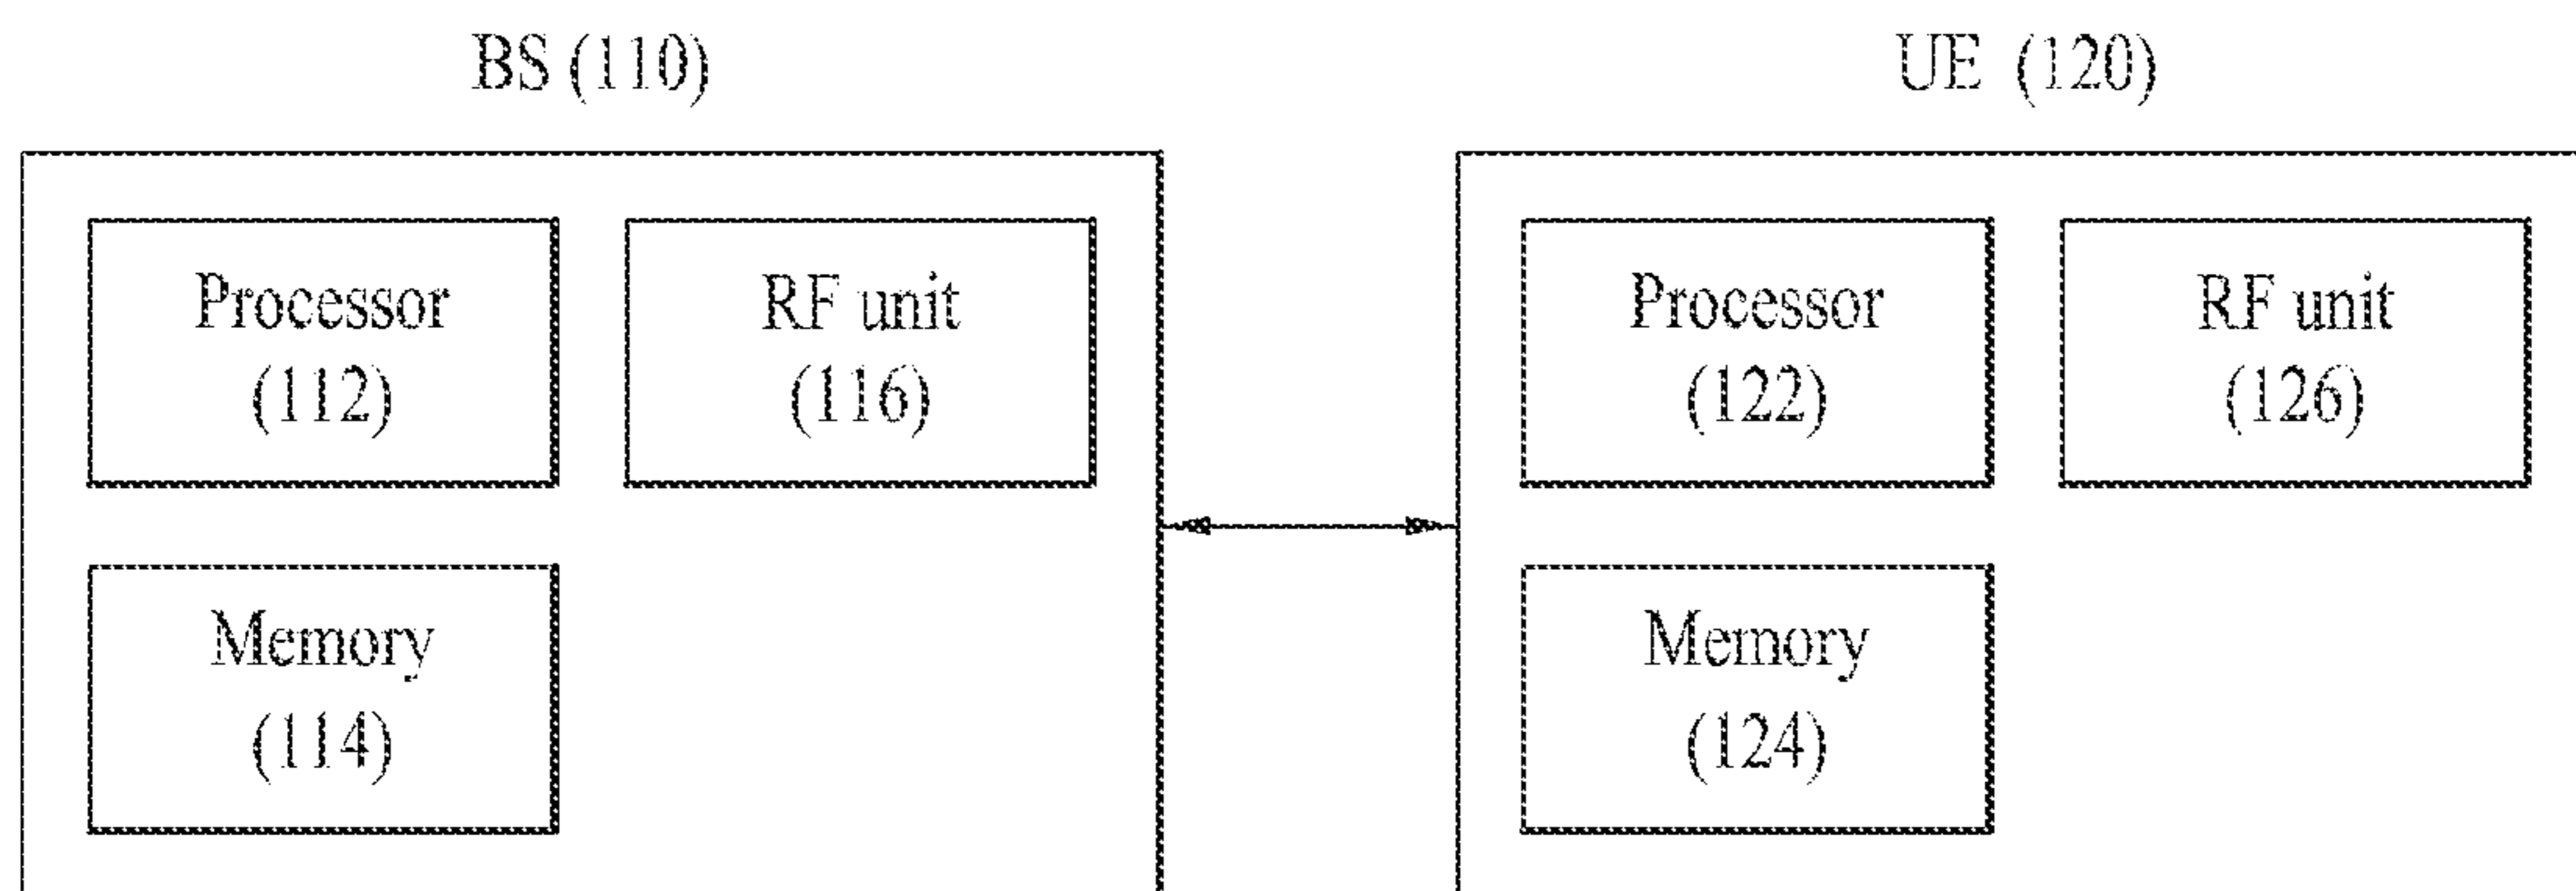 BS (110)
Processor
(112)
RF unit
(116)
Memory
(114)
UE (120)
Processor
(122)
RF unit
(126)
Memory
(124)